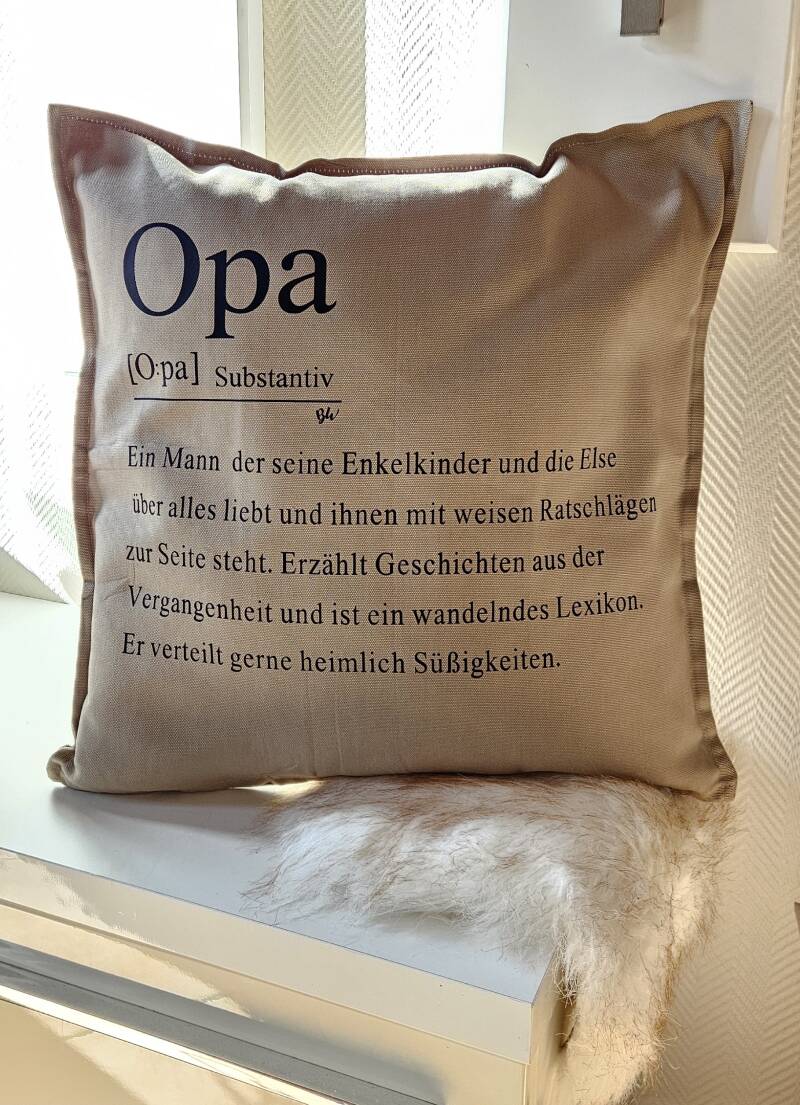 Opa
[O:pa] Substantiv
BW
Ein Mann der seine Enkelkinder und die Else
über alles liebt und ihnen mit weisen Ratschlägen
zur Seite steht. Erzählt Geschichten aus der
Vergangenheit und ist ein wandelndes Lexikon.
Er verteilt gerne heimlich Süßigkeiten.